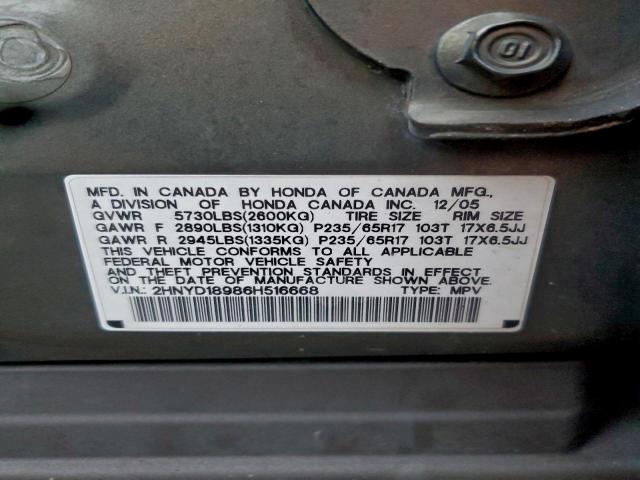 10
MFD. IN CANADA BY HONDA OF CANADA MFG.,
A DIVISION OF HONDA CANADA INC. 12/05
GVWR 5730LBS(2600KG) TIRE SIZE RIM SIZE
GAWR F 2890LBS(1310KG) P235/65R17 103T 17X6.5JJ
GAWR R 2945LBS(1335KG) P235/65R17 103T 17X6.5JJ
THIS VEHICLE CONFORMS TO ALL APPLICABLE
FEDERAL MOTOR VEHICLE SAFETY
AND THEFT PREVENTION STANDARDS IN EFFECT
ON THE DATE OF MANUFACTURE SHOWN ABOVE.
V.I.N.: 2HNYD18986H516668 TYPE: MPV